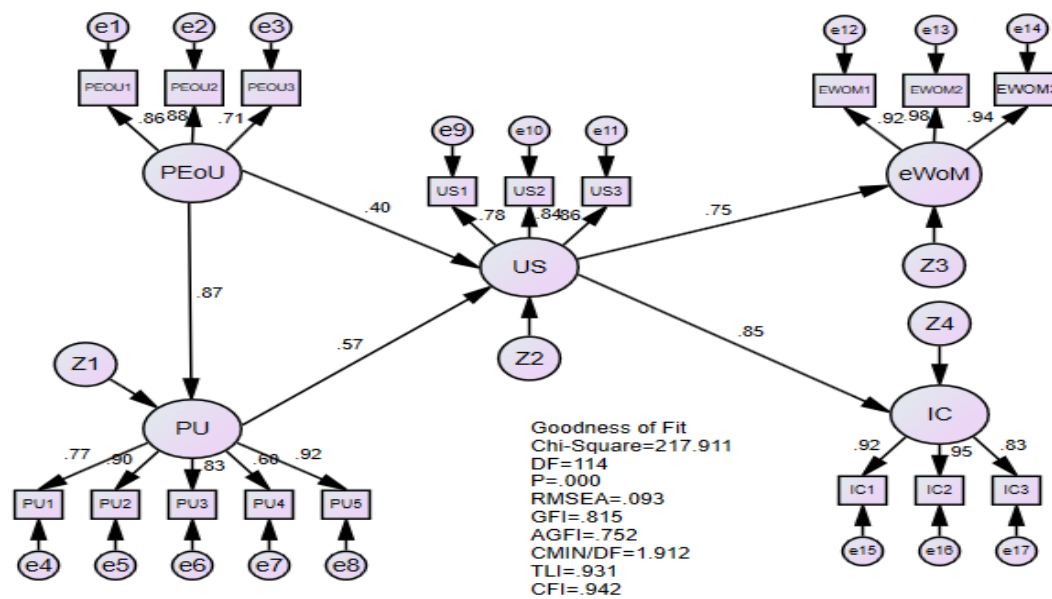 e1
e2
e3
PEOU1
PEOU2
PEOU3
.86
.88
.71
PEoU
e12
e13
e14
EWOM1
EWOM2
EWOM3
.92
.98
.94
eWoM
Z3
e9
e10
e11
US1
US2
US3
.78
.84
.86
US
Z2
.40
.75
.87
.57
.85
Z1
PU
.77
.90
.83
.60
.92
PU1
PU2
PU3
PU4
PU5
e4
e5
e6
e7
e8
Z4
IC
.92
.95
.83
IC1
IC2
IC3
e15
e16
e17
Goodness of Fit
Chi-Square=217.911
DF=114
P=.000
RMSEA=.093
GFI=.815
AGFI=.752
CMIN/DF=1.912
TLI=.931
CFI=.942